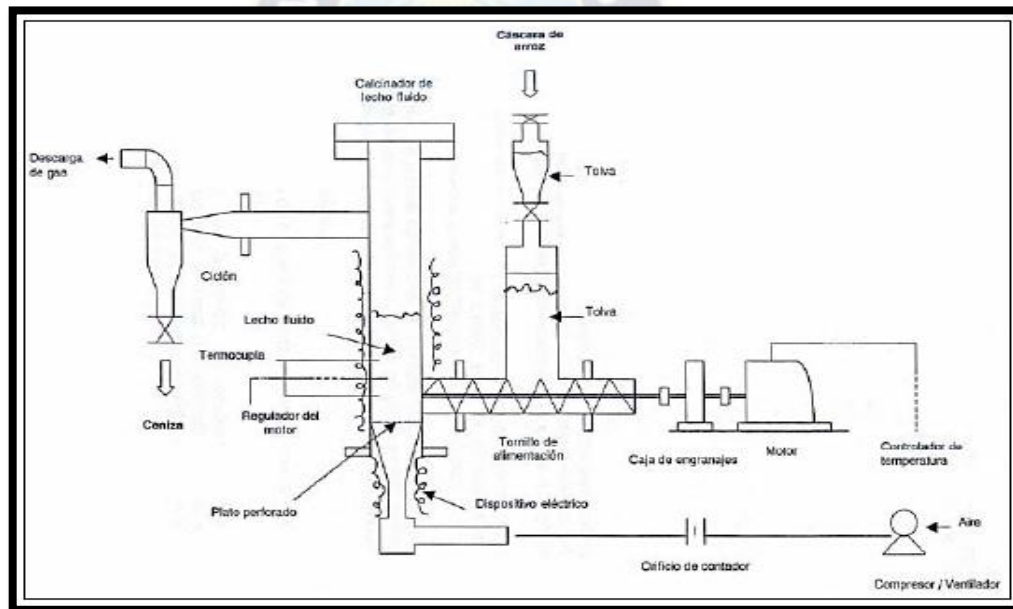 Cáscara de
arroz
Calcinador de
lecho fluido
Descarga
de gas
Tolva
Ciclón
Lecho fluido
Tolva
Termocupla
Regulador del
motor
Ceniza
Tornillo de
alimentación
Caja de engranajes
Motor
Controlador de
temperatura
Plato perforado
Dispositivo eléctrico
Aire
Orificio de contador
Compresor / Ventilador